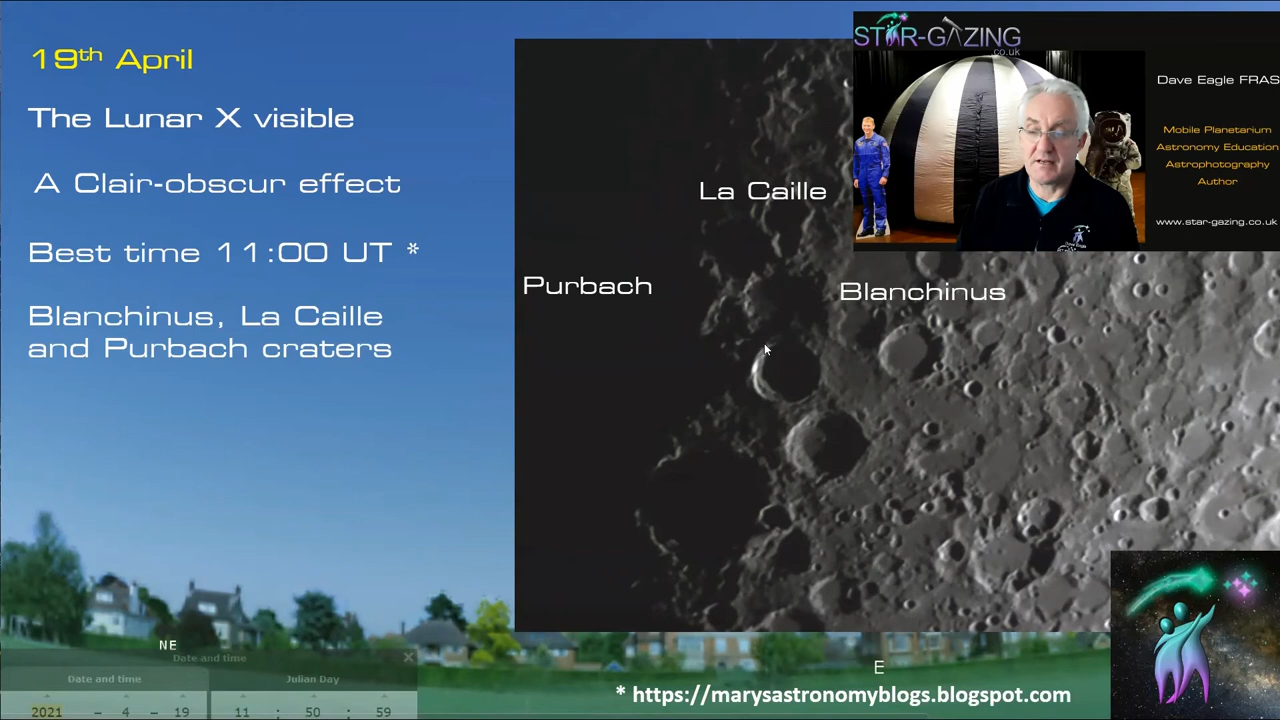 19th April
The Lunar X visible
A Clair-obscur effect
Best time 11:00 UT *
Blanchinus, La Caille
and Purbach craters
La Caille
Purbach
Blanchinus
STAR-GAZING
.co.uk
Dave Eagle FRAS
Mobile Planetarium
Astronomy Education
Astrophotography
Author
www.star-gazing.co.uk
NE
E
Date and time
Date and time
Julian Day
2021 - 4 - 19 11 : 50 : 59
* https://marysastronomyblogs.blogspot.com